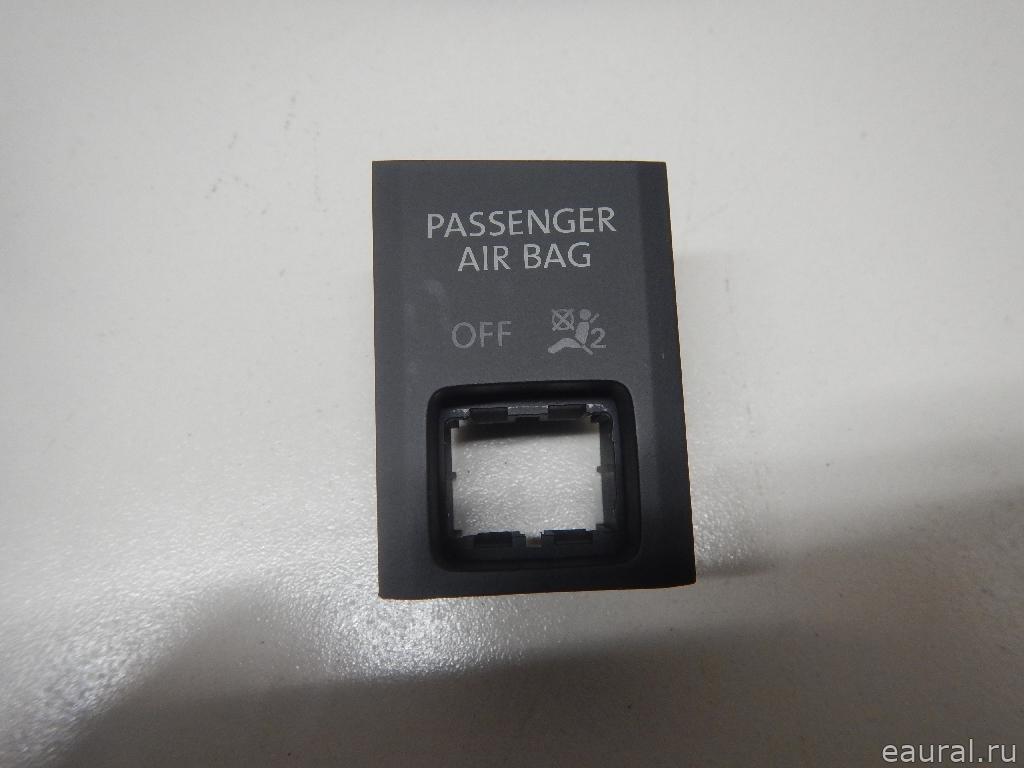 PASSENGER
AIR BAG
OFF 2
eaural.ru